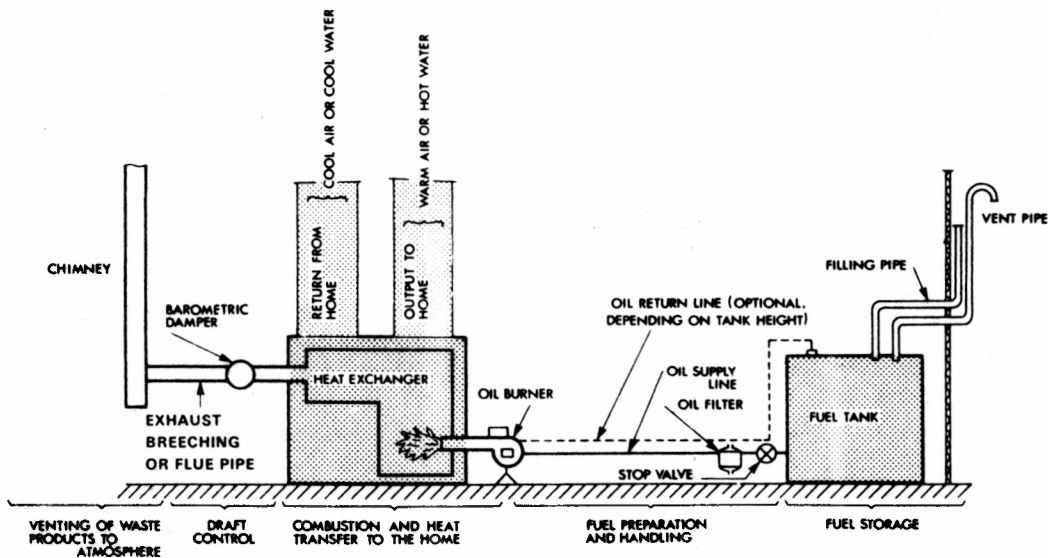 COOL AIR OR COOL WATER
WARM AIR OR HOT WATER
RETURN FROM
HOME
OUTPUT TO
HOME
CHIMNEY
BAROMETRIC
DAMPER
HEAT EXCHANGER
EXHAUST
BREECHING
OR FLUE PIPE
OIL BURNER
OIL RETURN LINE (OPTIONAL,
DEPENDING ON TANK HEIGHT)
OIL SUPPLY
LINE
OIL FILTER
STOP VALVE
FILLING PIPE
VENT PIPE
FUEL TANK
VENTING OF WASTE
PRODUCTS TO
ATMOSPHERE
DRAFT
CONTROL
COMBUSTION AND HEAT
TRANSFER TO THE HOME
FUEL PREPARATION
AND HANDLING
FUEL STORAGE